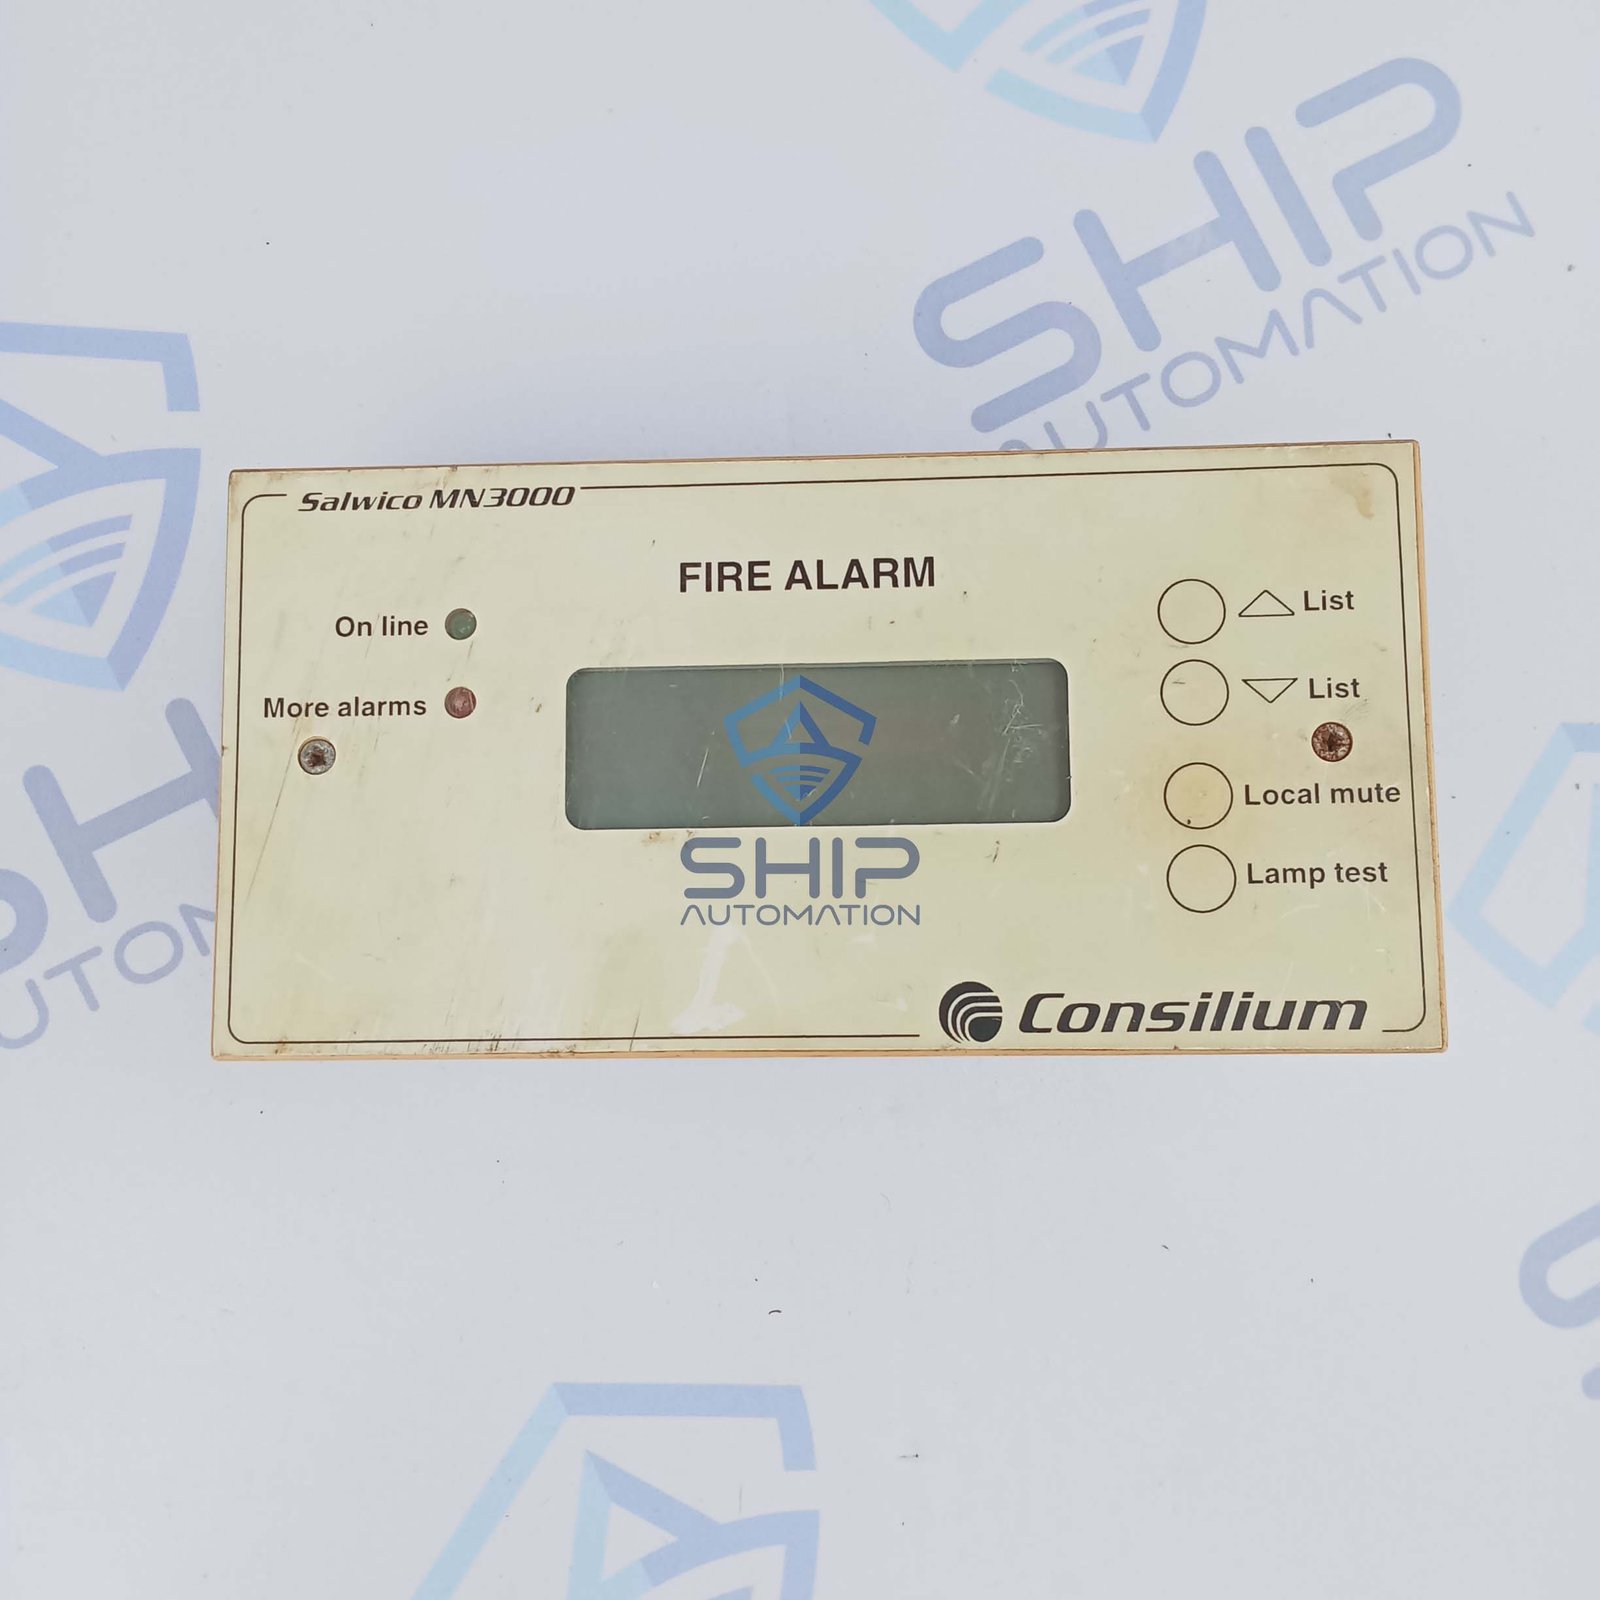 SHIP
AUTOMATION
Salwico MN3000
FIRE ALARM
On line
More alarms
List
List
Local mute
Lamp test
SHIP
AUTOMATION
Consilium